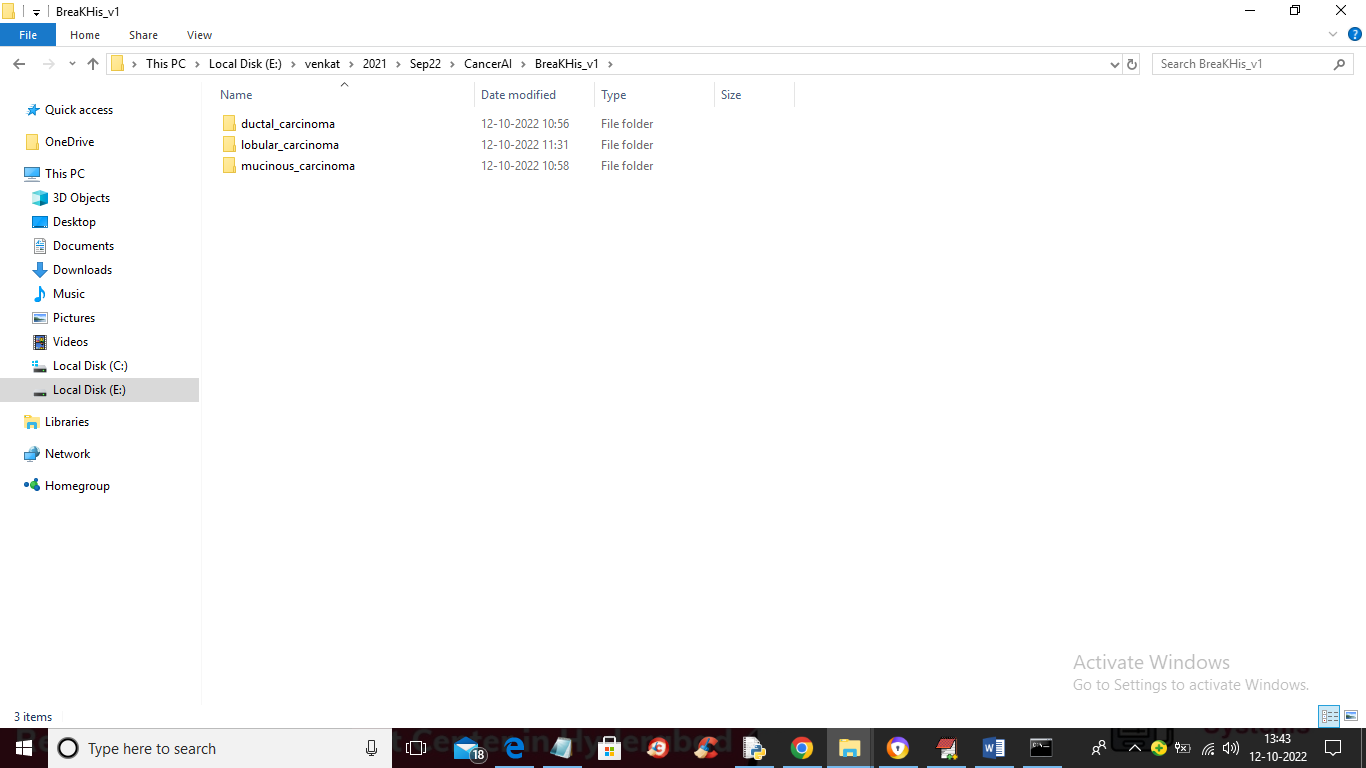 BreaKHis_v1
File Home Share View
This PC Local Disk (E:) venkat 2021 Sep22 CancerAI BreaKHis_v1
Search BreaKHis_v1
Name Date modified Type Size
ductal_carcinoma 12-10-2022 10:56 File folder
lobular_carcinoma 12-10-2022 11:31 File folder
mucinous_carcinoma 12-10-2022 10:58 File folder
Quick access
OneDrive
This PC
3D Objects
Desktop
Documents
Downloads
Music
Pictures
Videos
Local Disk (C:)
Local Disk (E:)
Libraries
Network
Homegroup
Activate Windows
Go to Settings to activate Windows.
3 items
Type here to search
18
13:43
12-10-2022